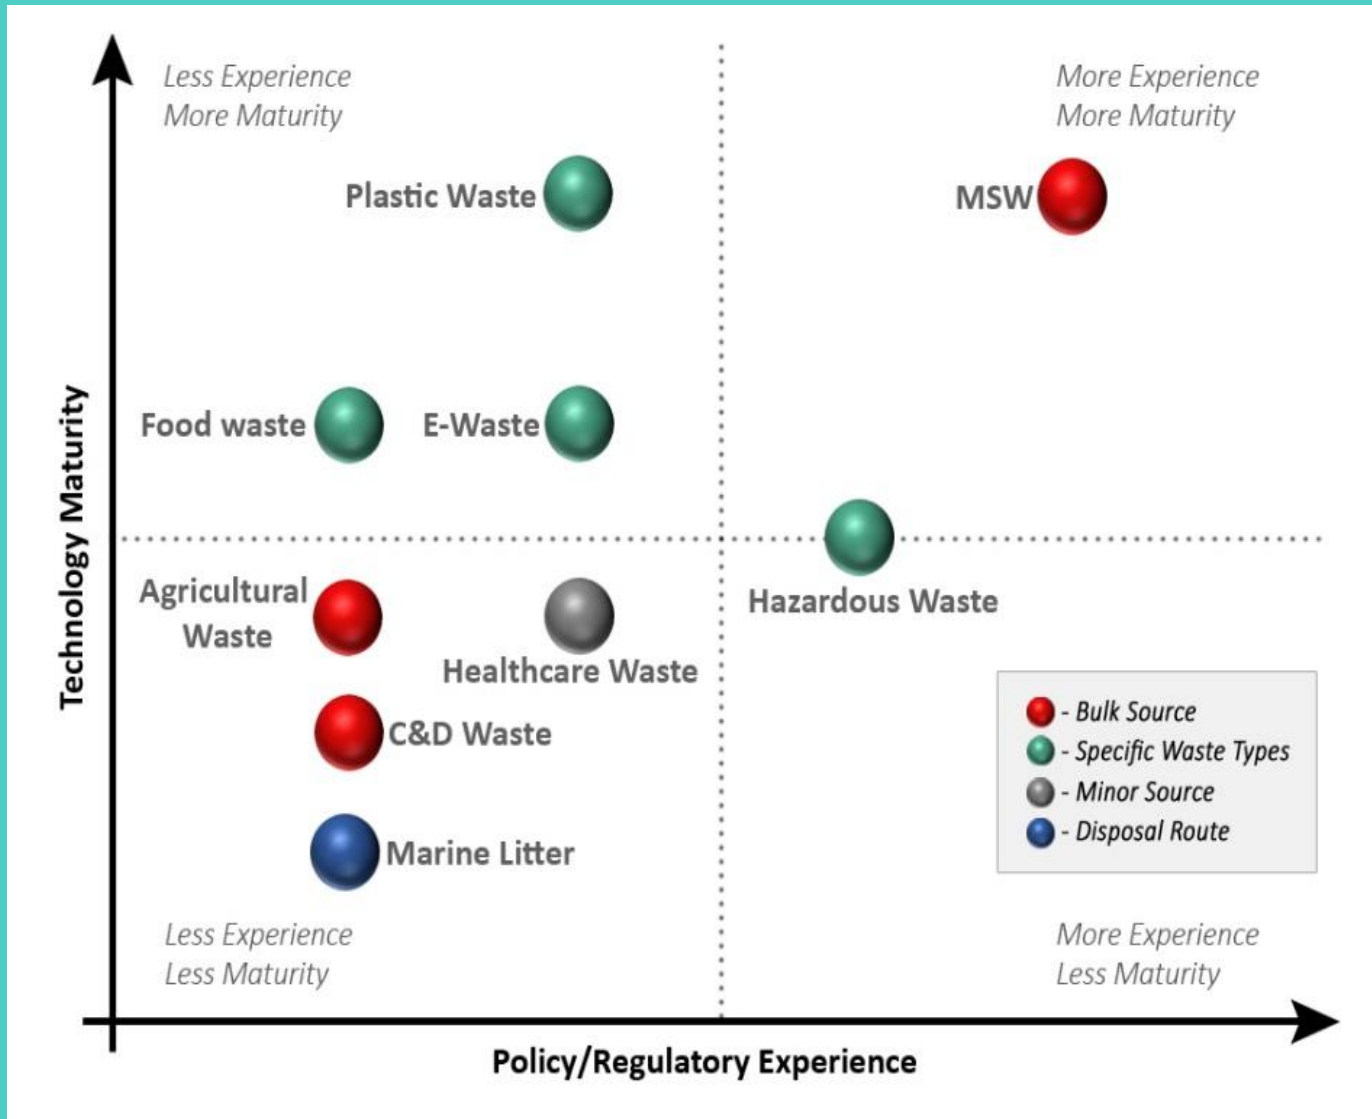 Less Experience
More Maturity
More Experience
More Maturity
Plastic Waste
MSW
Food waste
E-Waste
Technology Maturity
Agricultural
Waste
Hazardous Waste
Healthcare Waste
C&D Waste
Marine Litter
- Bulk Source
- Specific Waste Types
- Minor Source
- Disposal Route
Less Experience
Less Maturity
More Experience
Less Maturity
Policy/Regulatory Experience